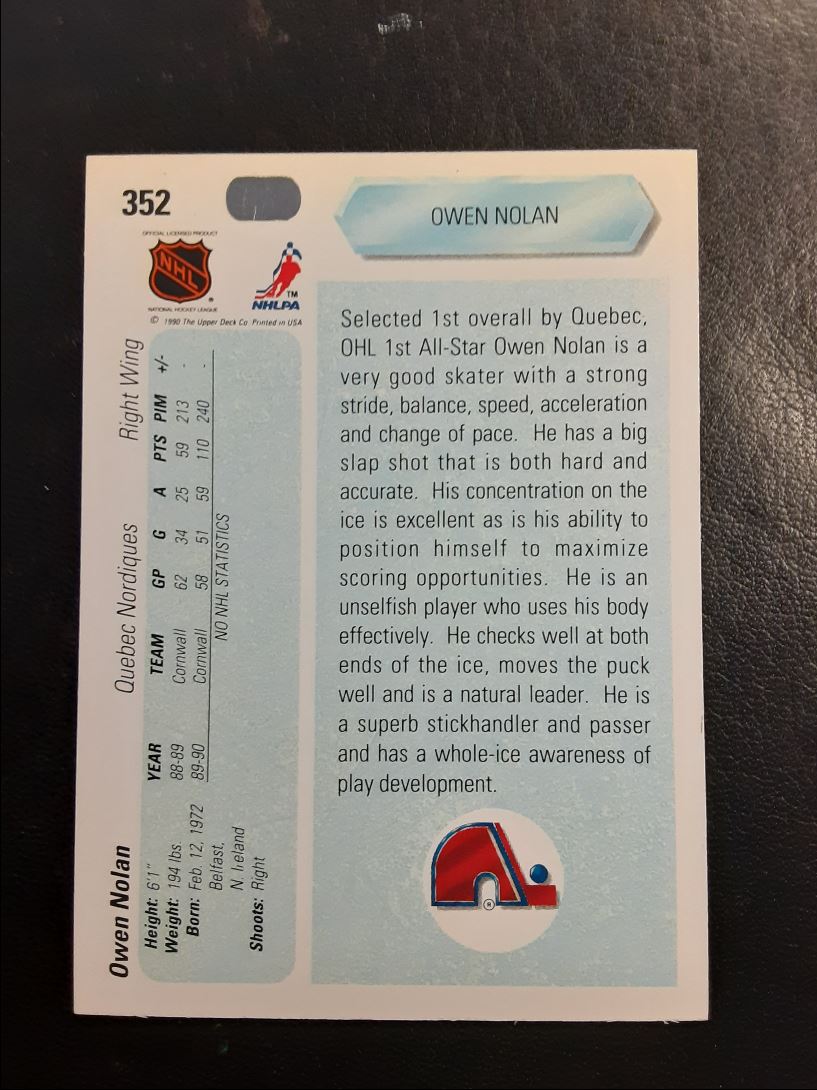 352
OFFICIAL LICENSED PRODUCT
NHL
®
NATIONAL HOCKEY LEAGUE
TM
NHLPA
© 1990 The Upper Deck Co. Printed in USA
OWEN NOLAN
Selected 1st overall by Quebec,
OHL 1st All-Star Owen Nolan is a
very good skater with a strong
stride, balance, speed, acceleration
and change of pace. He has a big
slap shot that is both hard and
accurate. His concentration on the
ice is excellent as is his ability to
position himself to maximize
scoring opportunities. He is an
unselfish player who uses his body
effectively. He checks well at both
ends of the ice, moves the puck
well and is a natural leader. He is
a superb stickhandler and passer
and has a whole-ice awareness of
play development.
®
Owen Nolan Quebec Nordiques Right Wing
Height: 6'1"
Weight: 194 lbs.
Born: Feb. 12, 1972
Belfast,
N. Ireland
Shoots: Right
YEAR TEAM GP G A PTS PIM +/-
88-89 Cornwall 62 34 25 59 213 -
89-90 Cornwall 58 51 59 110 240 -
NO NHL STATISTICS